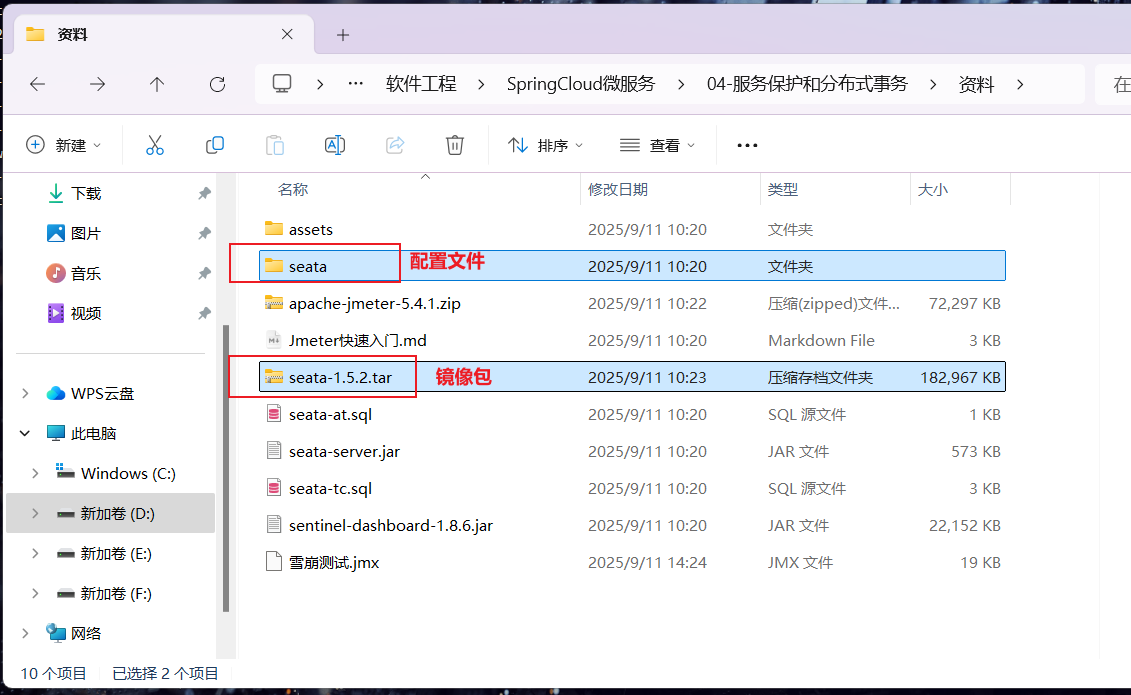 资料
软件工程 SpringCloud微服务 04-服务保护和分布式事务 资料 在
新建 排序 查看
名称 修改日期 类型 大小
下载
图片
音乐
视频
WPS云盘
此电脑
Windows (C:)
新加卷 (D:)
新加卷 (E:)
新加卷 (F:)
网络
assets 2025/9/11 10:20 文件夹
seata 配置文件 2025/9/11 10:20 文件夹
apache-jmeter-5.4.1.zip 2025/9/11 10:22 压缩(zipped)文件... 72,297 KB
Jmeter快速入门.md 2025/9/11 10:20 Markdown File 3 KB
seata-1.5.2.tar 镜像包 2025/9/11 10:23 压缩存档文件夹 182,967 KB
seata-at.sql 2025/9/11 10:20 SQL 源文件 1 KB
seata-server.jar 2025/9/11 10:20 JAR 文件 573 KB
seata-tc.sql 2025/9/11 10:20 SQL 源文件 3 KB
sentinel-dashboard-1.8.6.jar 2025/9/11 10:20 JAR 文件 22,152 KB
雪崩测试.jmx 2025/9/11 14:24 JMX 文件 19 KB
10 个项目 已选择 2 个项目